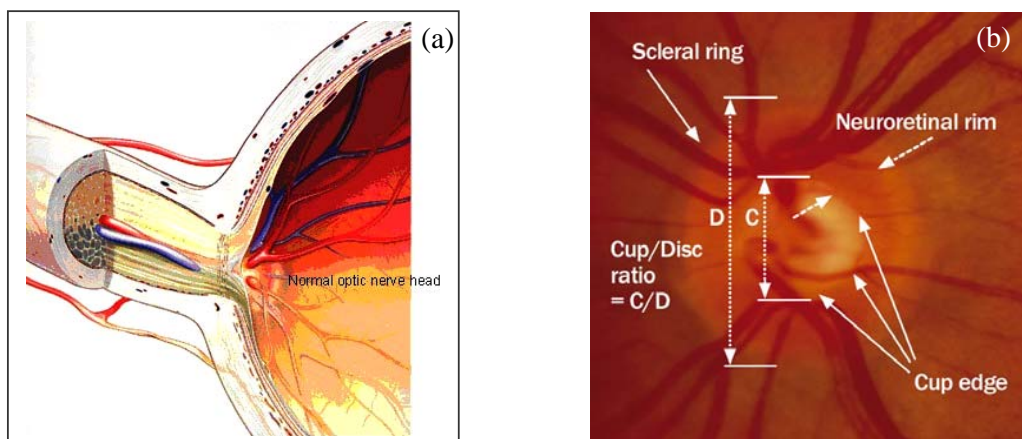 (a)
Normal optic nerve head
(b)
Scleral ring
Neuroretinal rim
D
C
Cup/Disc
ratio
= C/D
Cup edge